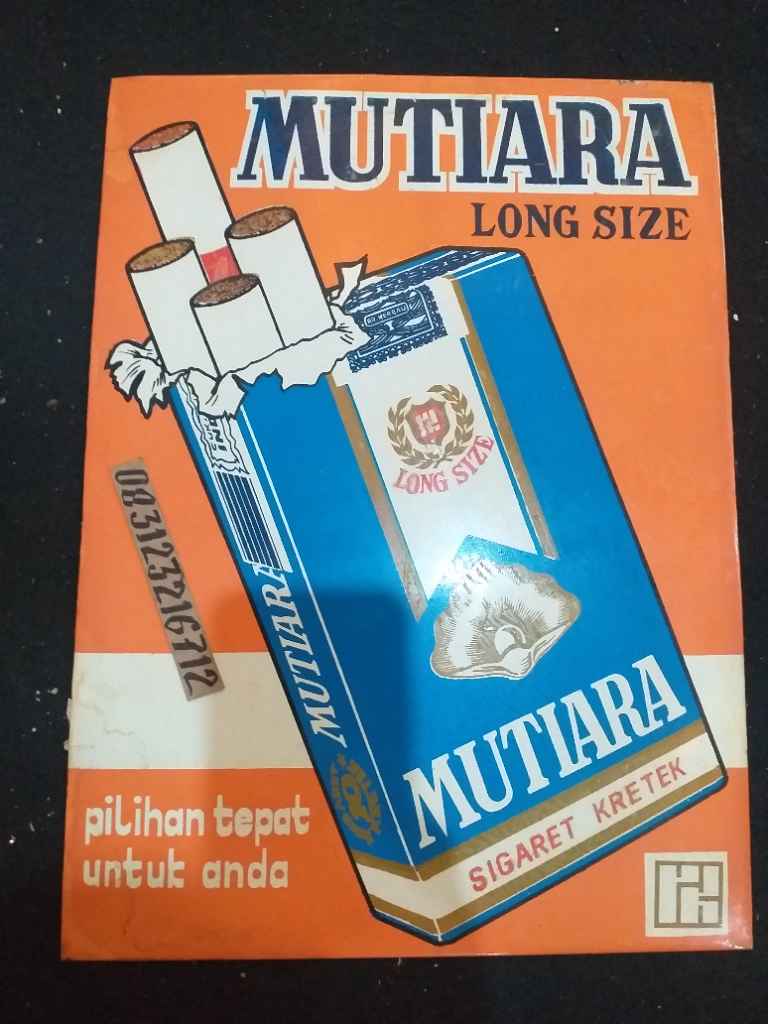 MUTIARA
LONG SIZE
LONG SIZE
MUTIARA
MUTIARA
SIGARET KRETEK
pilihan tepat
untuk anda
083123216712